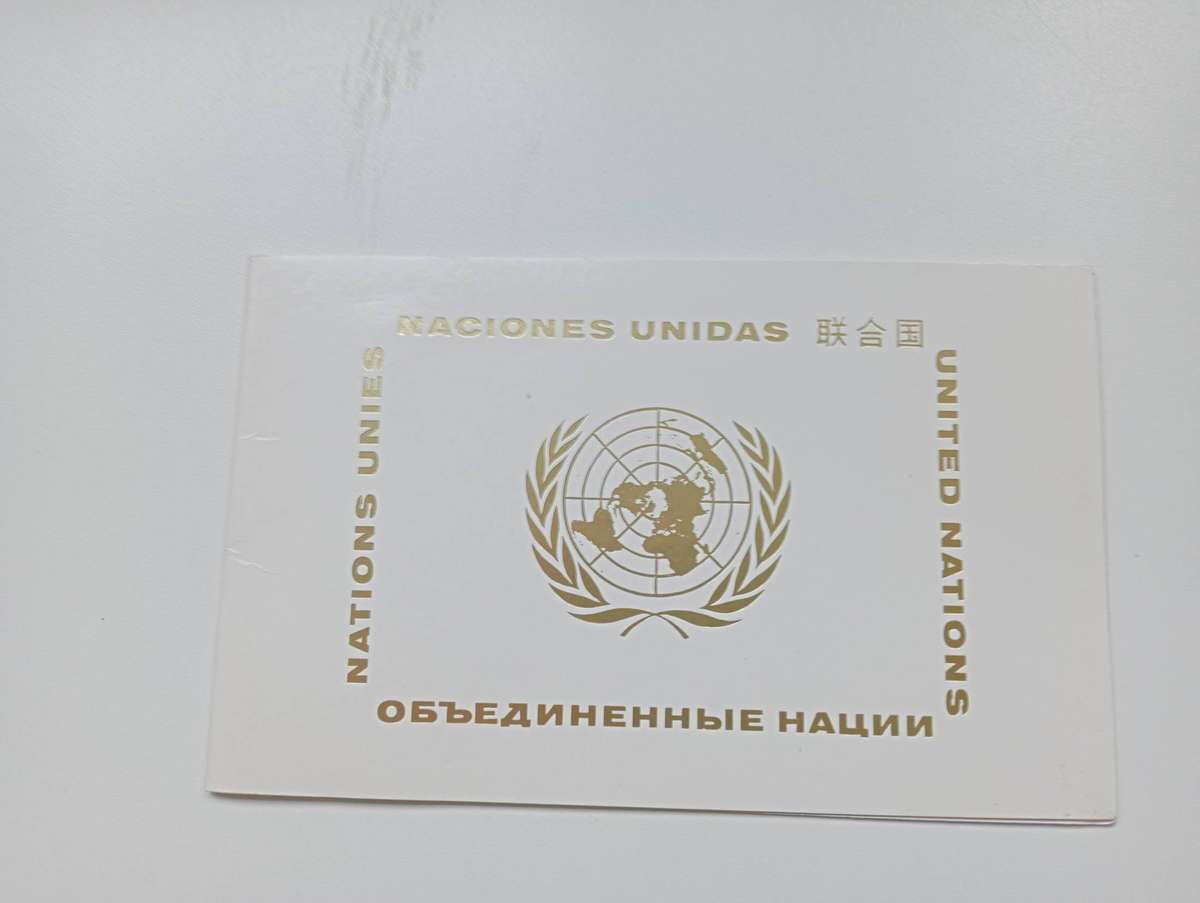 NACIONES UNIDAS 联合国
NATIONS UNIES
UNITED NATIONS
ОБЪЕДИНЕННЫЕ НАЦИИ